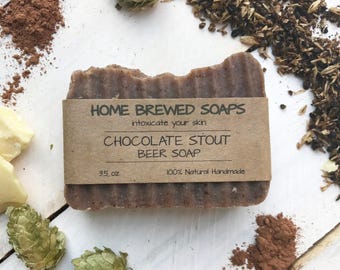 HOME BREWED SOAPS
intoxicate your skin
CHOCOLATE STOUT
BEER SOAP
3.5 oz. 100% Natural Handmade